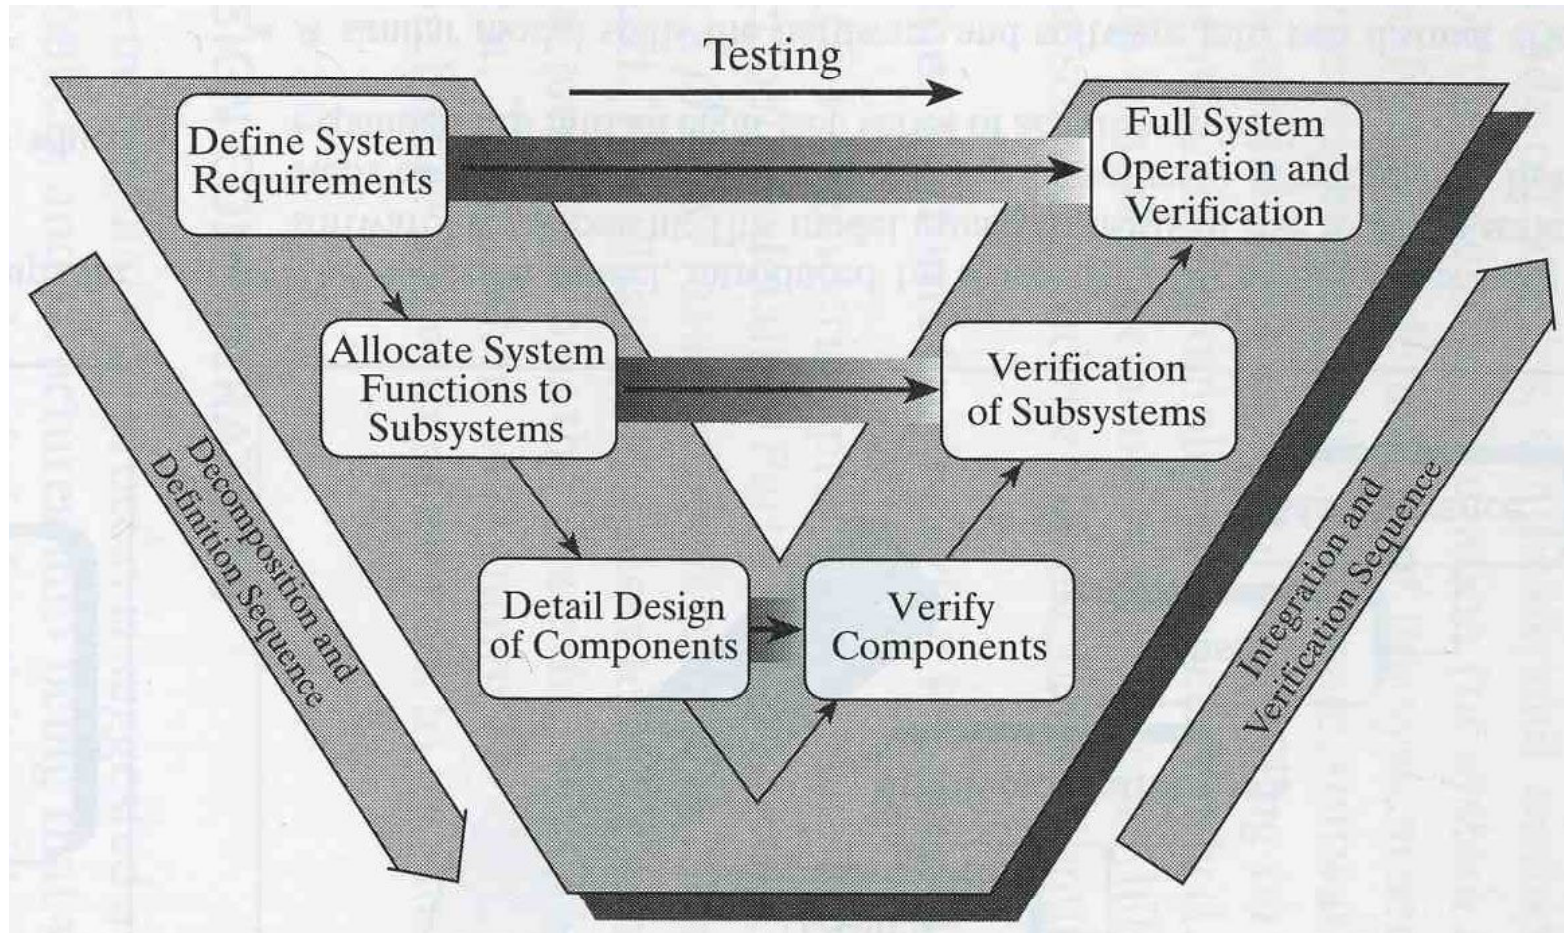 Testing
Define System
Requirements
Full System
Operation and
Verification
Allocate System
Functions to
Subsystems
Verification
of Subsystems
Detail Design
of Components
Verify
Components
Decomposition and
Definition Sequence
Integration and
Verification Sequence